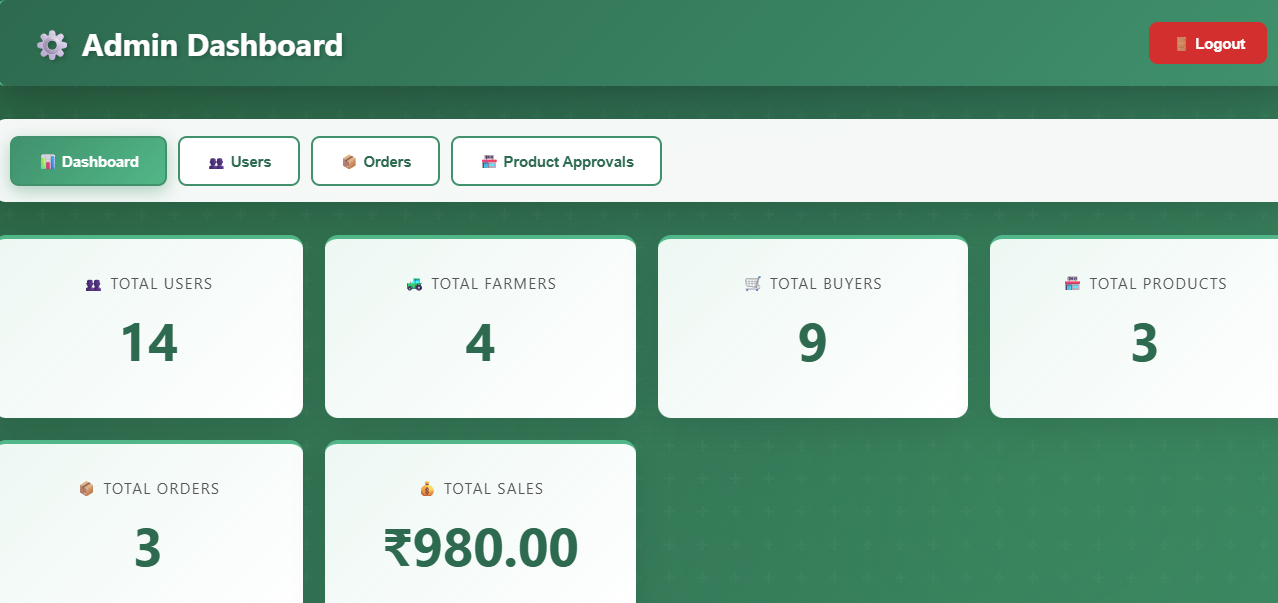 Admin Dashboard
Logout
Dashboard
Users
Orders
Product Approvals
TOTAL USERS
14
TOTAL FARMERS
4
TOTAL BUYERS
9
TOTAL PRODUCTS
3
TOTAL ORDERS
3
TOTAL SALES
₹980.00